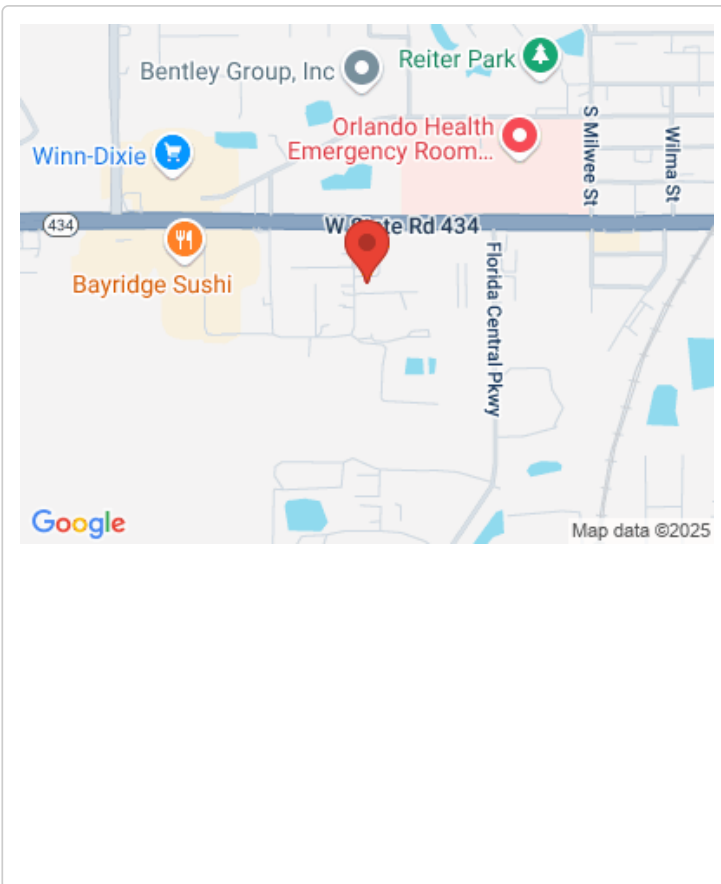 Bentley Group, Inc
Reiter Park
Orlando Health
Emergency Room...
S Milwee St
Wilma St
Winn-Dixie
434
W State Rd 434
Bayridge Sushi
Florida Central Pkwy
Google
Map data ©2025